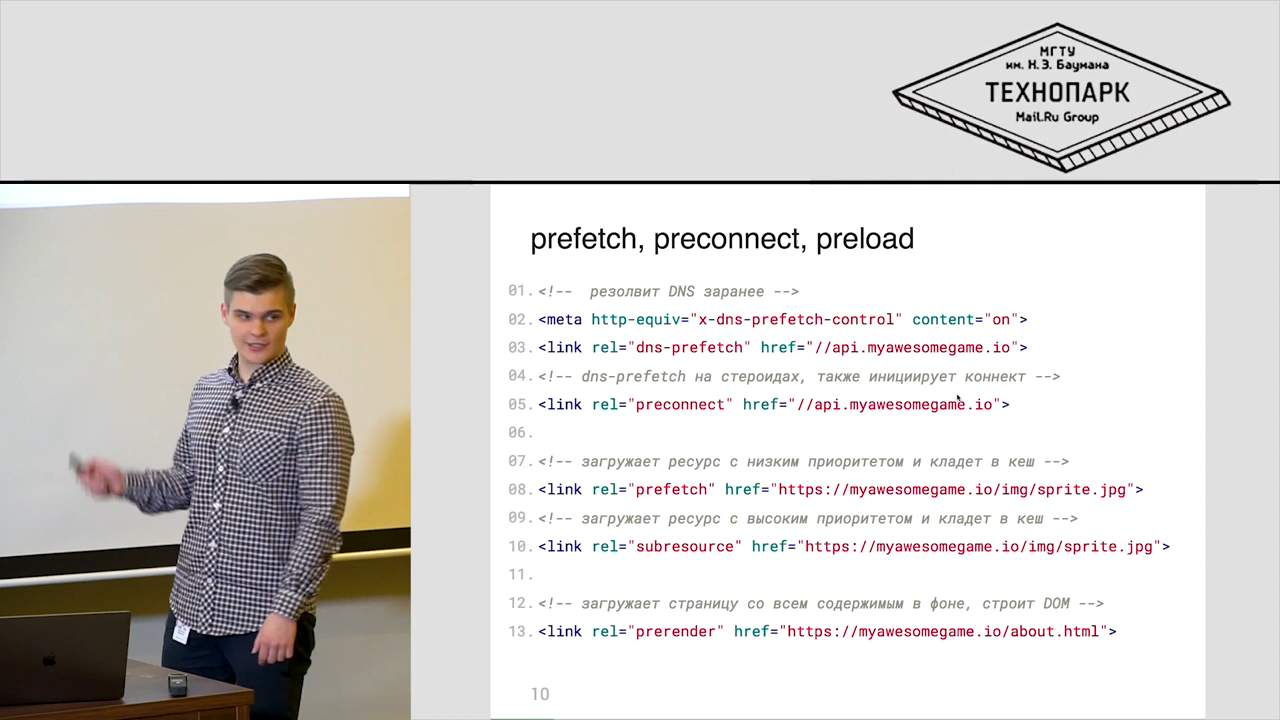 МГТУ
им. Н.Э. Баумана
ТЕХНОПАРК
Mail.Ru Group
prefetch, preconnect, preload
01. <!--  резолвит DNS заранее -->
02. <meta http-equiv="x-dns-prefetch-control" content="on">
03. <link rel="dns-prefetch" href="//api.myawesomegame.io">
04. <!-- dns-prefetch на стероидах, также инициирует коннект -->
05. <link rel="preconnect" href="//api.myawesomegame.io">
06.
07. <!-- загружает ресурс с низким приоритетом и кладет в кеш -->
08. <link rel="prefetch" href="https://myawesomegame.io/img/sprite.jpg">
09. <!-- загружает ресурс с высоким приоритетом и кладет в кеш -->
10. <link rel="subresource" href="https://myawesomegame.io/img/sprite.jpg">
11.
12. <!-- загружает страницу со всем содержимым в фоне, строит DOM -->
13. <link rel="prerender" href="https://myawesomegame.io/about.html">
10